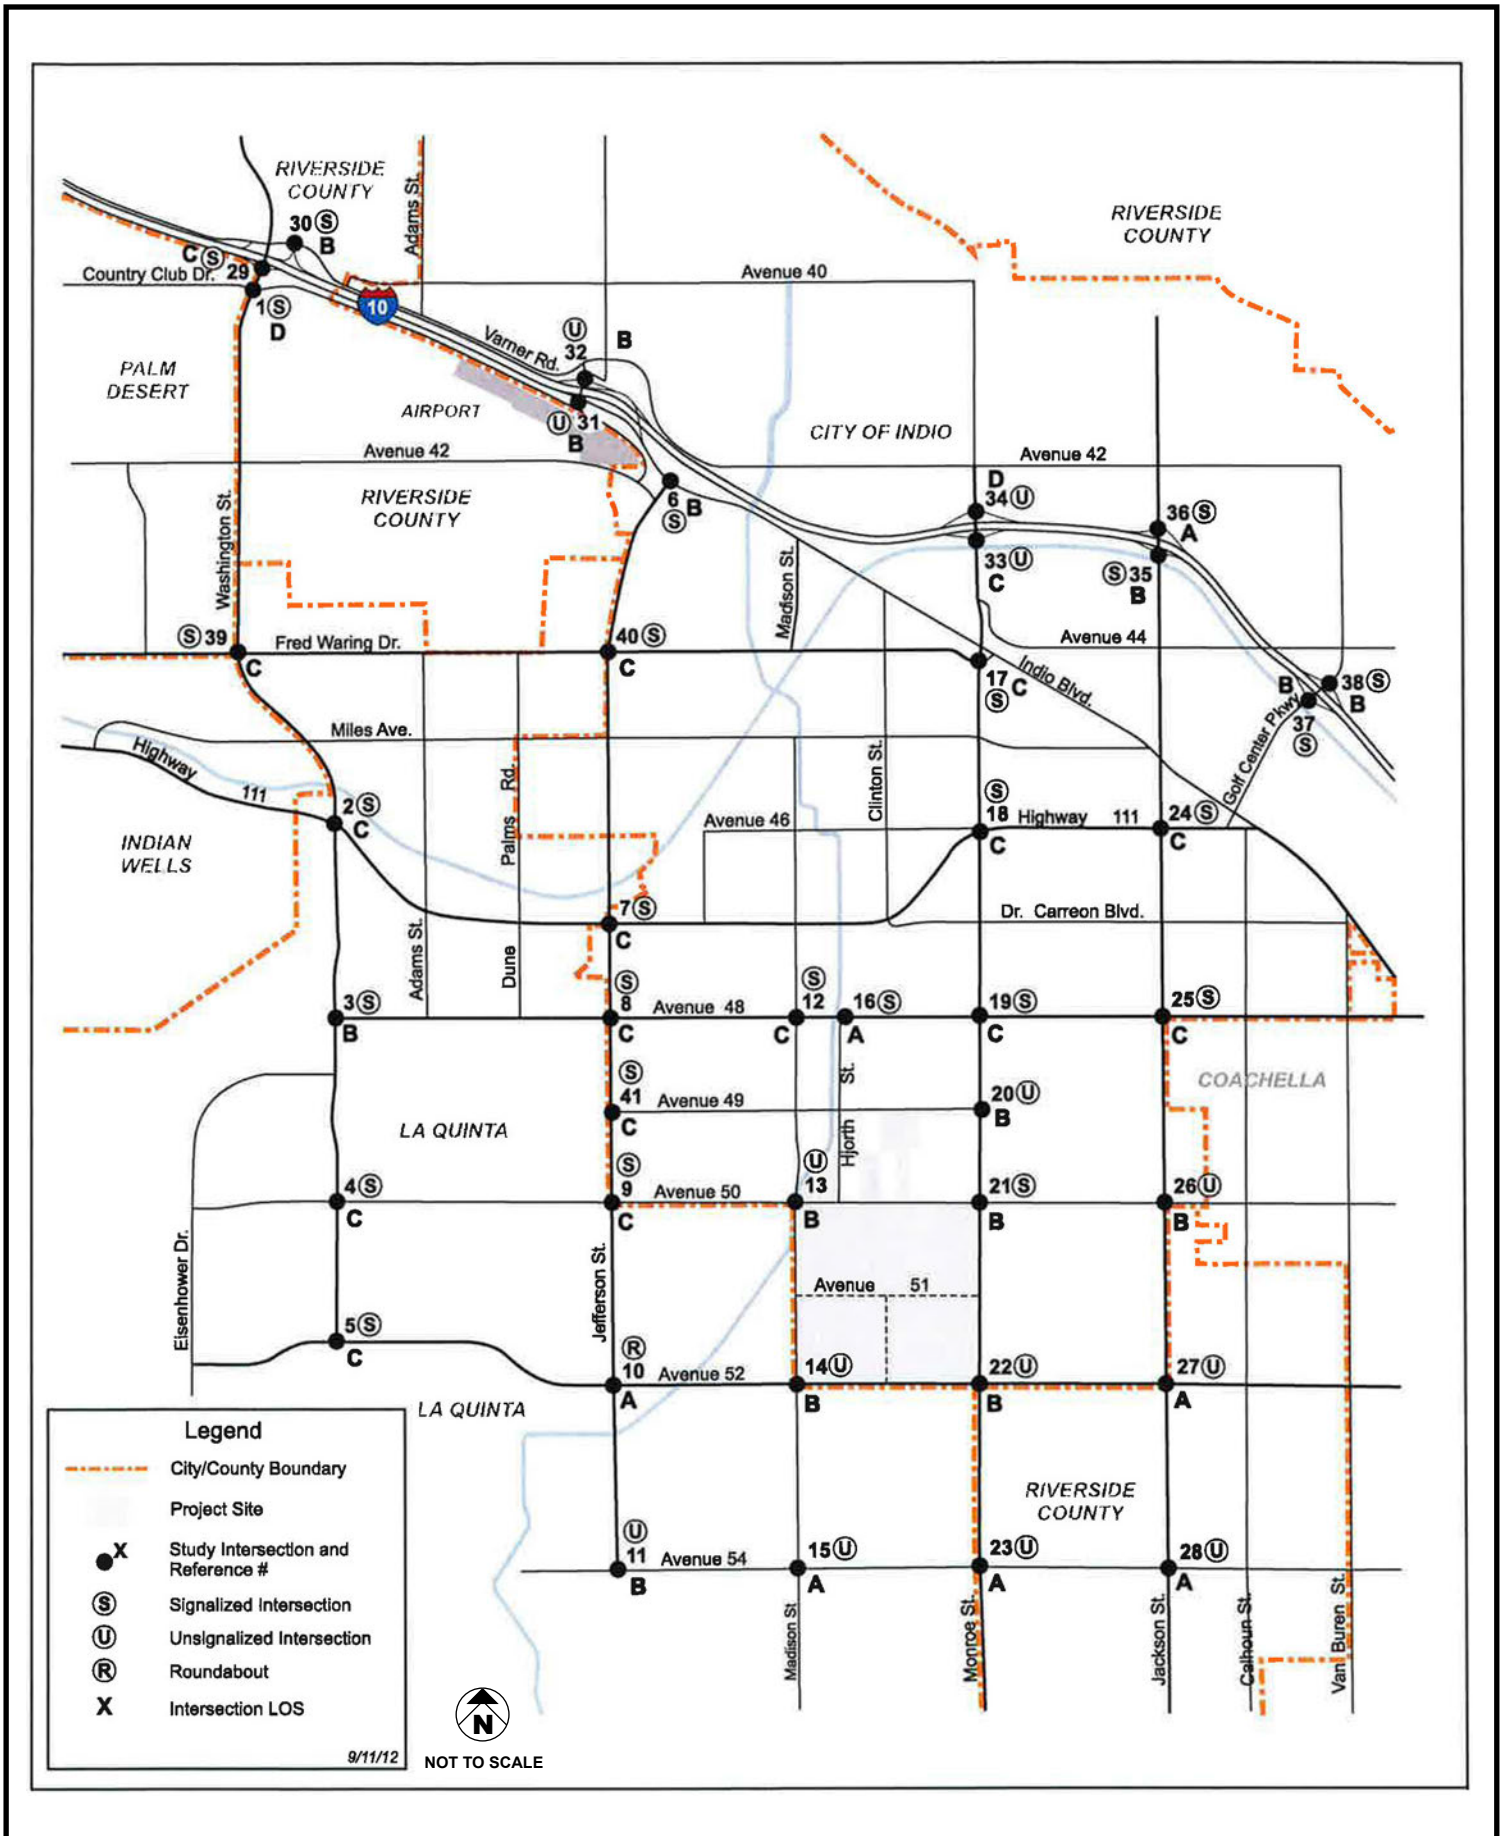 RIVERSIDE
COUNTY
Adams St.
30 S
B
C S
29
Country Club Dr.
1 S
D
10
Avenue 40
RIVERSIDE
COUNTY
Varner Rd.
U
32
B
PALM
DESERT
AIRPORT
U 31
B
CITY OF INDIO
Avenue 42
Avenue 42
Washington St.
RIVERSIDE
COUNTY
6 B
S
D
34 U
36 S
A
33 U
C
S 35
B
Madison St.
S 39
C
Fred Waring Dr.
40 S
C
Avenue 44
17 C
S
Indio Blvd.
B
38 S
B
37
S
Golf Center Pkwy
Miles Ave.
Highway
111
Palms Rd.
Dune
Clinton St.
2 S
C
INDIAN
WELLS
Avenue 46
S
18
C
Highway 111
24 S
C
7 S
C
Dr. Carreon Blvd.
Adams St.
3 S
B
S
8
C
Avenue 48
S
12
C
16 S
A
19 S
C
25 S
C
COACHELLA
S
41
C
Avenue 49
Hjorth St.
20 U
B
LA QUINTA
4 S
C
S
9
C
Avenue 50
U
13
B
21 S
B
26 U
B
Eisenhower Dr.
Jefferson St.
Avenue 51
5 S
C
R
10
A
Avenue 52
14 U
B
22 U
B
27 U
A
LA QUINTA
RIVERSIDE
COUNTY
U
11
B
Avenue 54
15 U
A
23 U
A
28 U
A
Madison St
Monroe St.
Jackson St.
Calhoun St.
Van Buren St.
Legend
City/County Boundary
Project Site
X Study Intersection and
Reference #
S Signalized Intersection
U Unsignalized Intersection
R Roundabout
X Intersection LOS
9/11/12
N
NOT TO SCALE